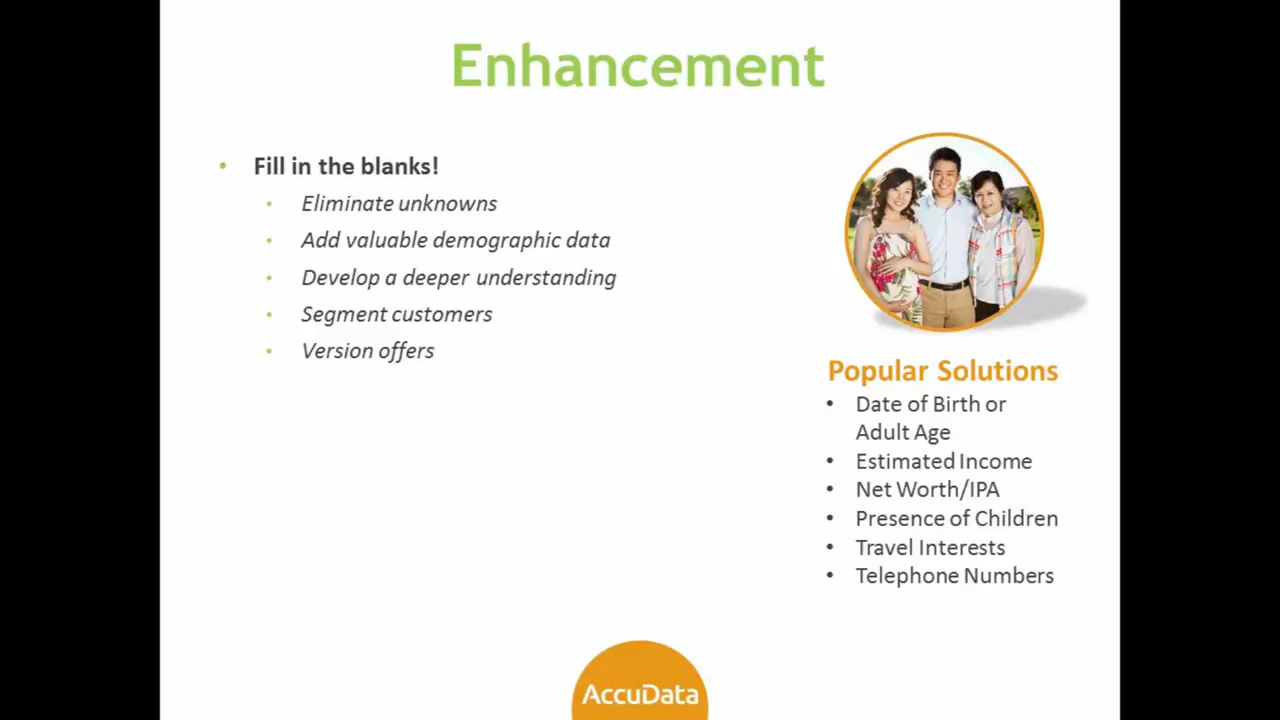 Enhancement
• Fill in the blanks!
• Eliminate unknowns
• Add valuable demographic data
• Develop a deeper understanding
• Segment customers
• Version offers
Popular Solutions
• Date of Birth or
Adult Age
• Estimated Income
• Net Worth/IPA
• Presence of Children
• Travel Interests
• Telephone Numbers
AccuData